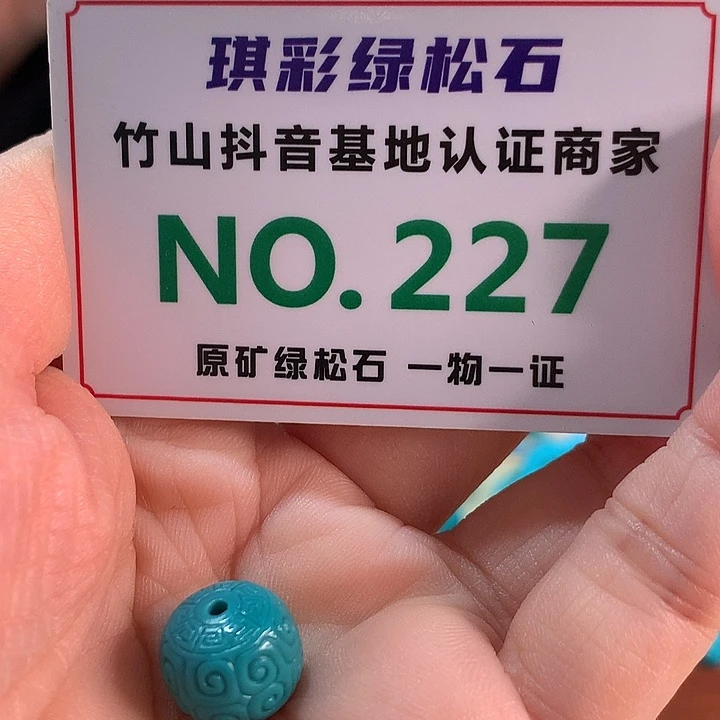 琪彩绿松石
竹山抖音基地认证商家
NO.227
原矿绿松石 一物一证